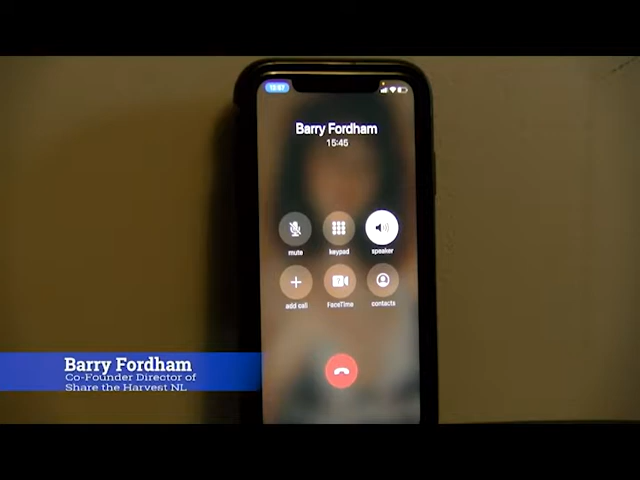 Barry Fordham
15:45
mute
keypad
speaker
add call
FaceTime
contacts
Barry Fordham
Co-Founder Director of
Share the Harvest NL